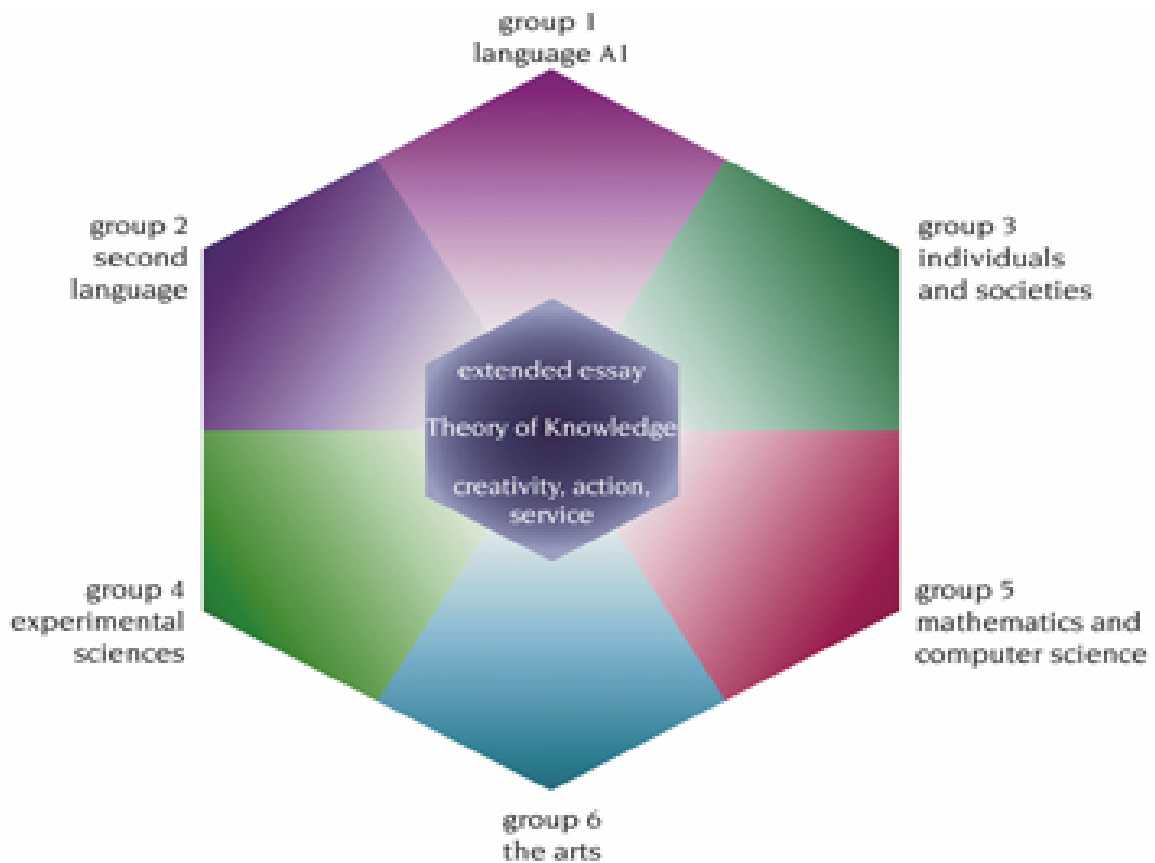 group 1
language A1
group 2
second
language
group 3
individuals
and societies
extended essay
Theory of Knowledge
creativity, action,
service
group 4
experimental
sciences
group 5
mathematics and
computer science
group 6
the arts